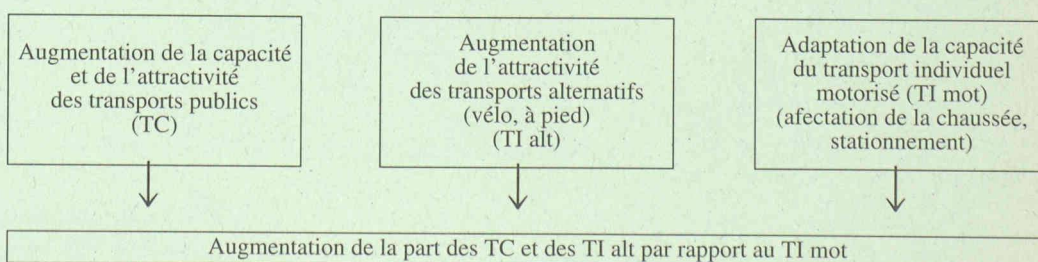 Augmentation de la capacité
et de l'attractivité
des transports publics
(TC)
Augmentation
de l'attractivité
des transports alternatifs
(vélo, à pied)
(TI alt)
Adaptation de la capacité
du transport individuel
motorisé (TI mot)
(afectation de la chaussée,
stationnement)
Augmentation de la part des TC et des TI alt par rapport au TI mot